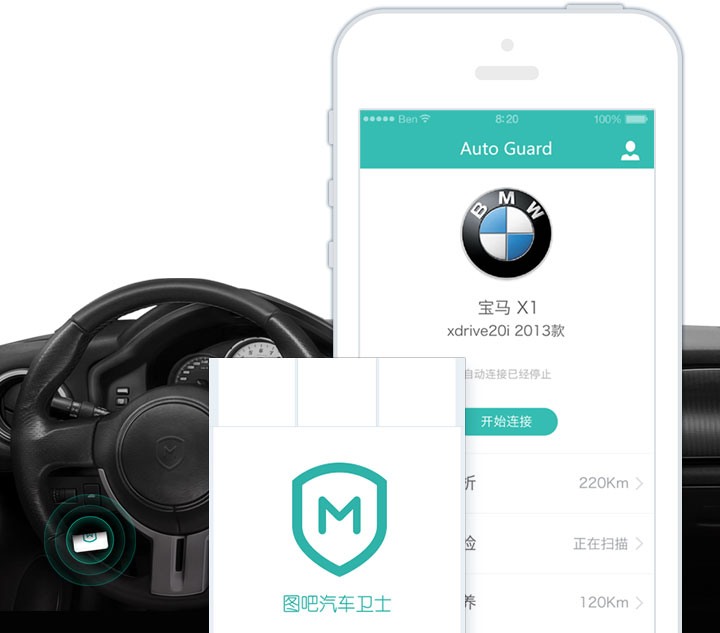 Ben 8:20 100%
Auto Guard
BMW
宝马 X1
xdrive20i 2013款
自动连接已经停止
开始连接
折 220Km
检 正在扫描
养 120Km
M
图吧汽车卫士